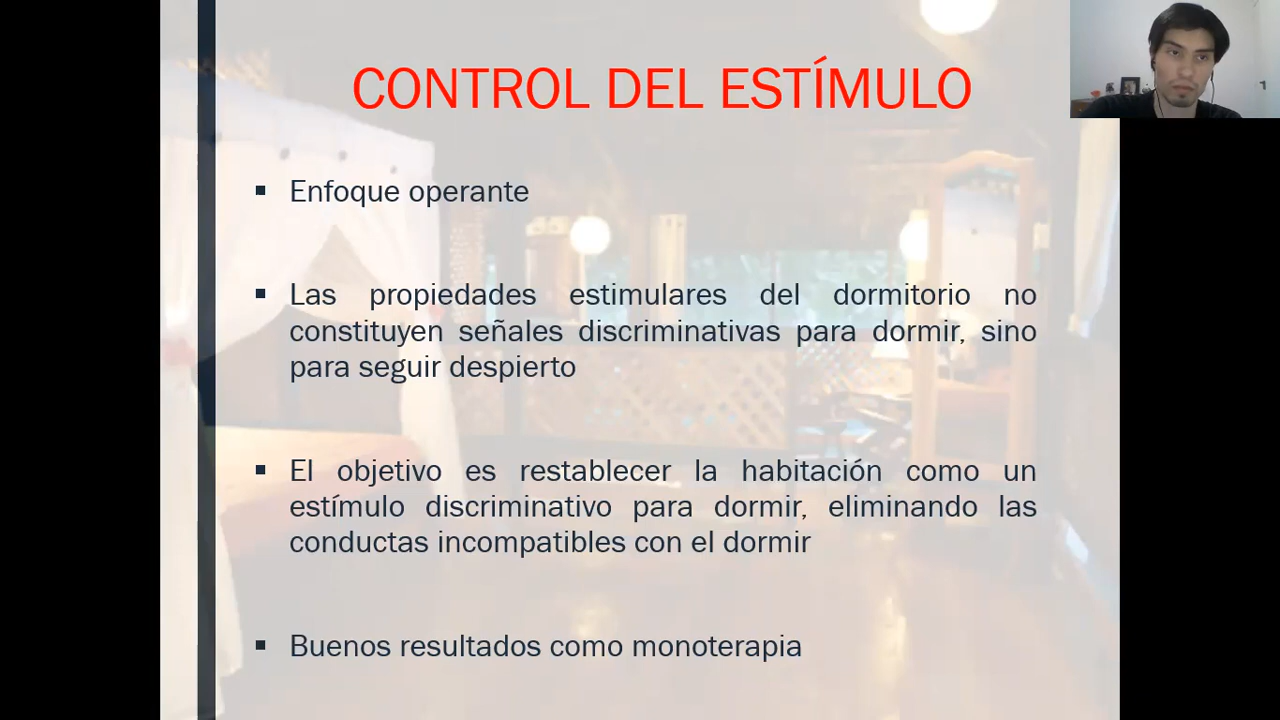 CONTROL DEL ESTÍMULO
▪ Enfoque operante
▪ Las propiedades estimulares del dormitorio no
constituyen señales discriminativas para dormir, sino
para seguir despierto
▪ El objetivo es restablecer la habitación como un
estímulo discriminativo para dormir, eliminando las
conductas incompatibles con el dormir
▪ Buenos resultados como monoterapia